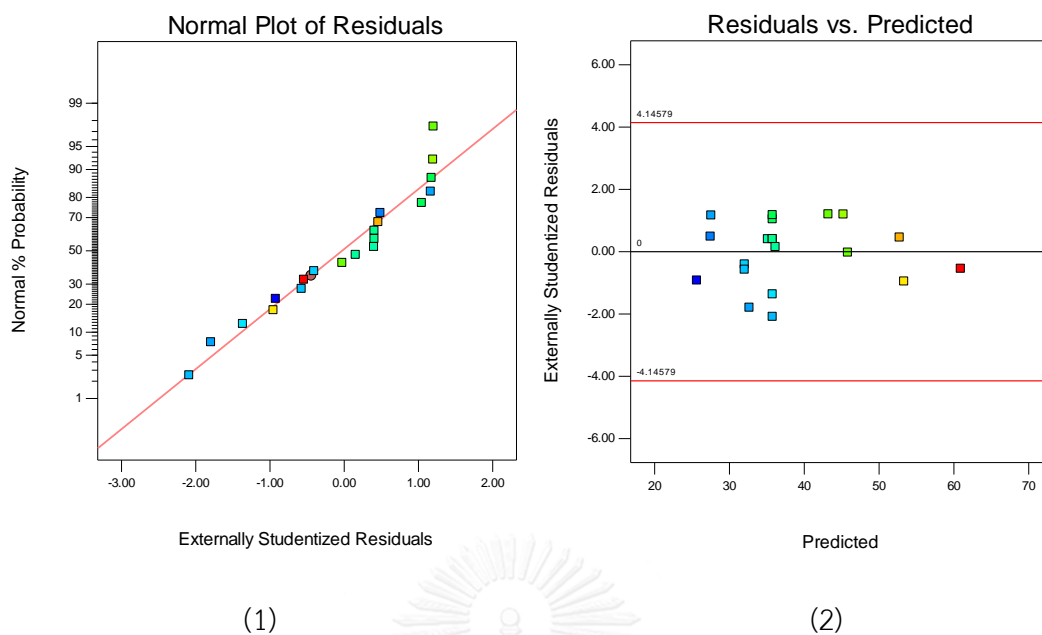 Normal Plot of Residuals
Normal % Probability
99
95
90
80
70
50
30
20
10
5
1
-3.00 -2.00 -1.00 0.00 1.00 2.00
Externally Studentized Residuals
(1)
Residuals vs. Predicted
Externally Studentized Residuals
6.00
4.14579
4.00
2.00
0
0.00
-2.00
-4.14579
-4.00
-6.00
20 30 40 50 60 70
Predicted
(2)